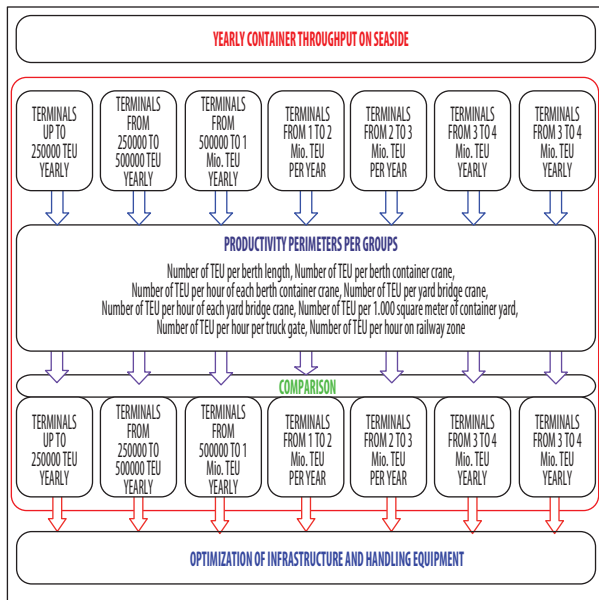 YEARLY CONTAINER THROUGHPUT ON SEASIDE
TERMINALS
UP TO
250000 TEU
YEARLY
TERMINALS
FROM
250000 TO
500000 TEU
YEARLY
TERMINALS
FROM
500000 TO 1
Mio. TEU
YEARLY
TERMINALS
FROM 1 TO 2
Mio. TEU
PER YEAR
TERMINALS
FROM 2 TO 3
Mio. TEU
PER YEAR
TERMINALS
FROM 3 TO 4
Mio. TEU
YEARLY
TERMINALS
FROM 3 TO 4
Mio. TEU
YEARLY
PRODUCTIVITY PERIMETERS PER GROUPS
Number of TEU per berth length, Number of TEU per berth container crane,
Number of TEU per hour of each berth container crane, Number of TEU per yard bridge crane,
Number of TEU per hour of each yard bridge crane, Number of TEU per 1.000 square meter of container yard,
Number of TEU per hour per truck gate, Number of TEU per hour on railway zone
COMPARISON
TERMINALS
UP TO
250000 TEU
YEARLY
TERMINALS
FROM
250000 TO
500000 TEU
YEARLY
TERMINALS
FROM
500000 TO 1
Mio. TEU
YEARLY
TERMINALS
FROM 1 TO 2
Mio. TEU
PER YEAR
TERMINALS
FROM 2 TO 3
Mio. TEU
PER YEAR
TERMINALS
FROM 3 TO 4
Mio. TEU
YEARLY
TERMINALS
FROM 3 TO 4
Mio. TEU
YEARLY
OPTIMIZATION OF INFRASTRUCTURE AND HANDLING EQUIPMENT